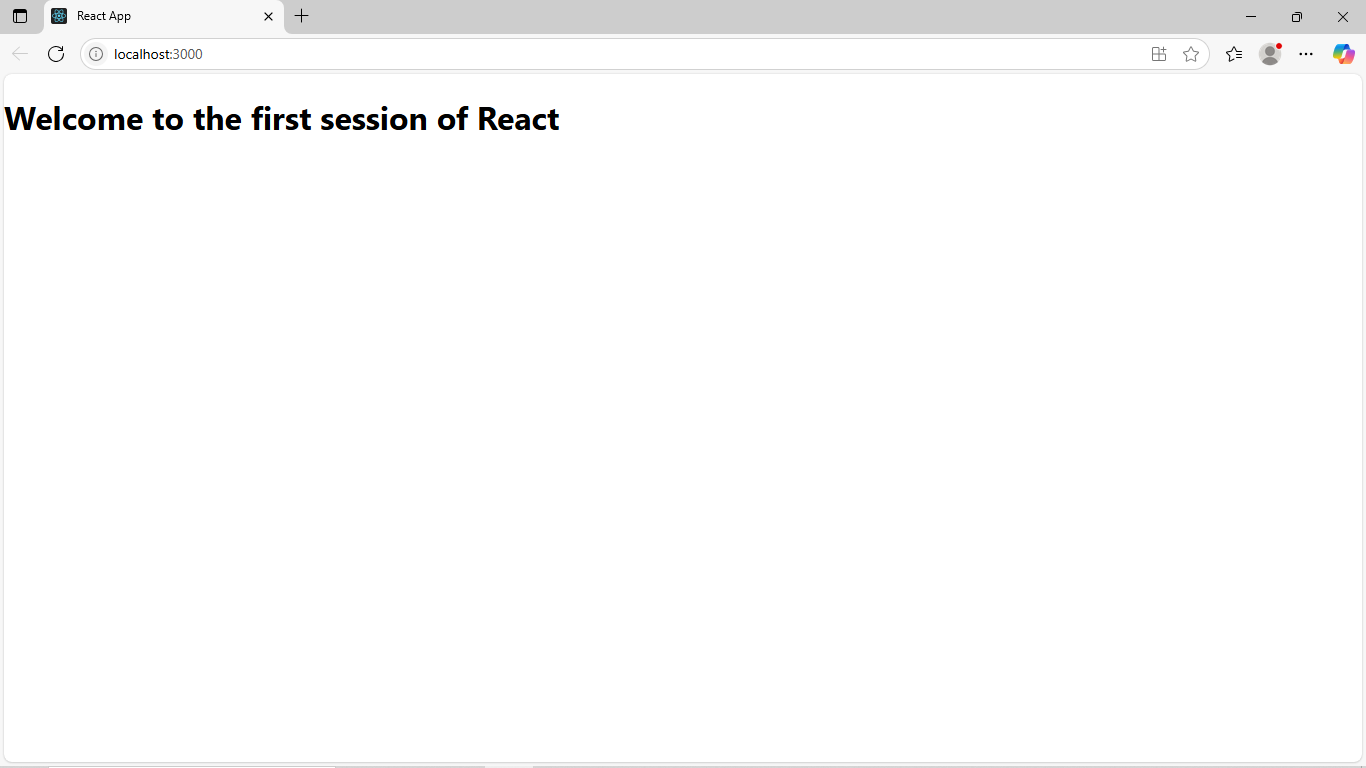 React App
localhost:3000
Welcome to the first session of React